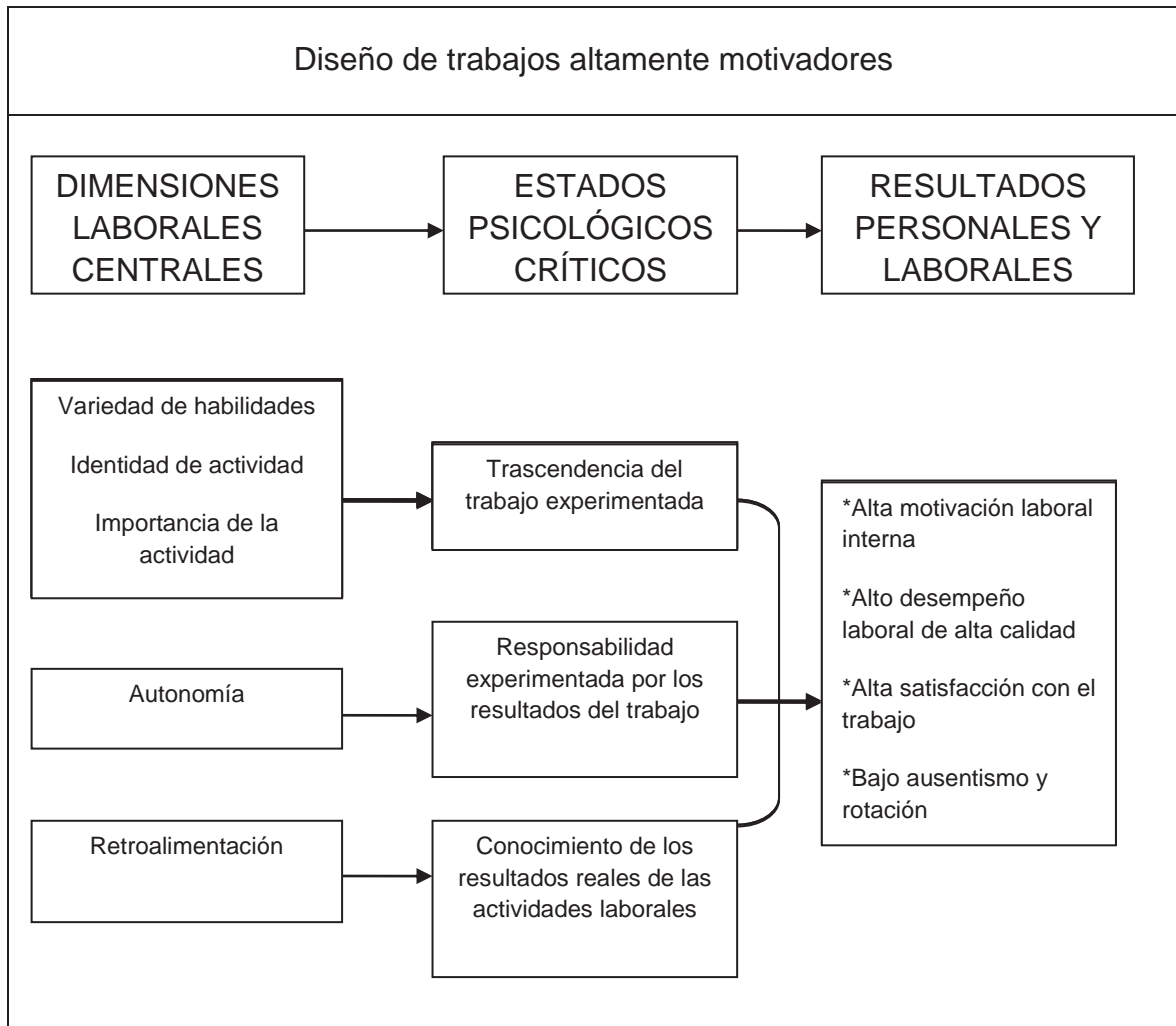 Diseño de trabajos altamente motivadores
DIMENSIONES
LABORALES
CENTRALES
ESTADOS
PSICOLÓGICOS
CRÍTICOS
RESULTADOS
PERSONALES Y
LABORALES
Variedad de habilidades
Identidad de actividad
Importancia de la
actividad
Trascendencia del
trabajo experimentada
*Alta motivación laboral
interna
*Alto desempeño
laboral de alta calidad
*Alta satisfacción con el
trabajo
*Bajo ausentismo y
rotación
Autonomía
Responsabilidad
experimentada por los
resultados del trabajo
Retroalimentación
Conocimiento de los
resultados reales de las
actividades laborales